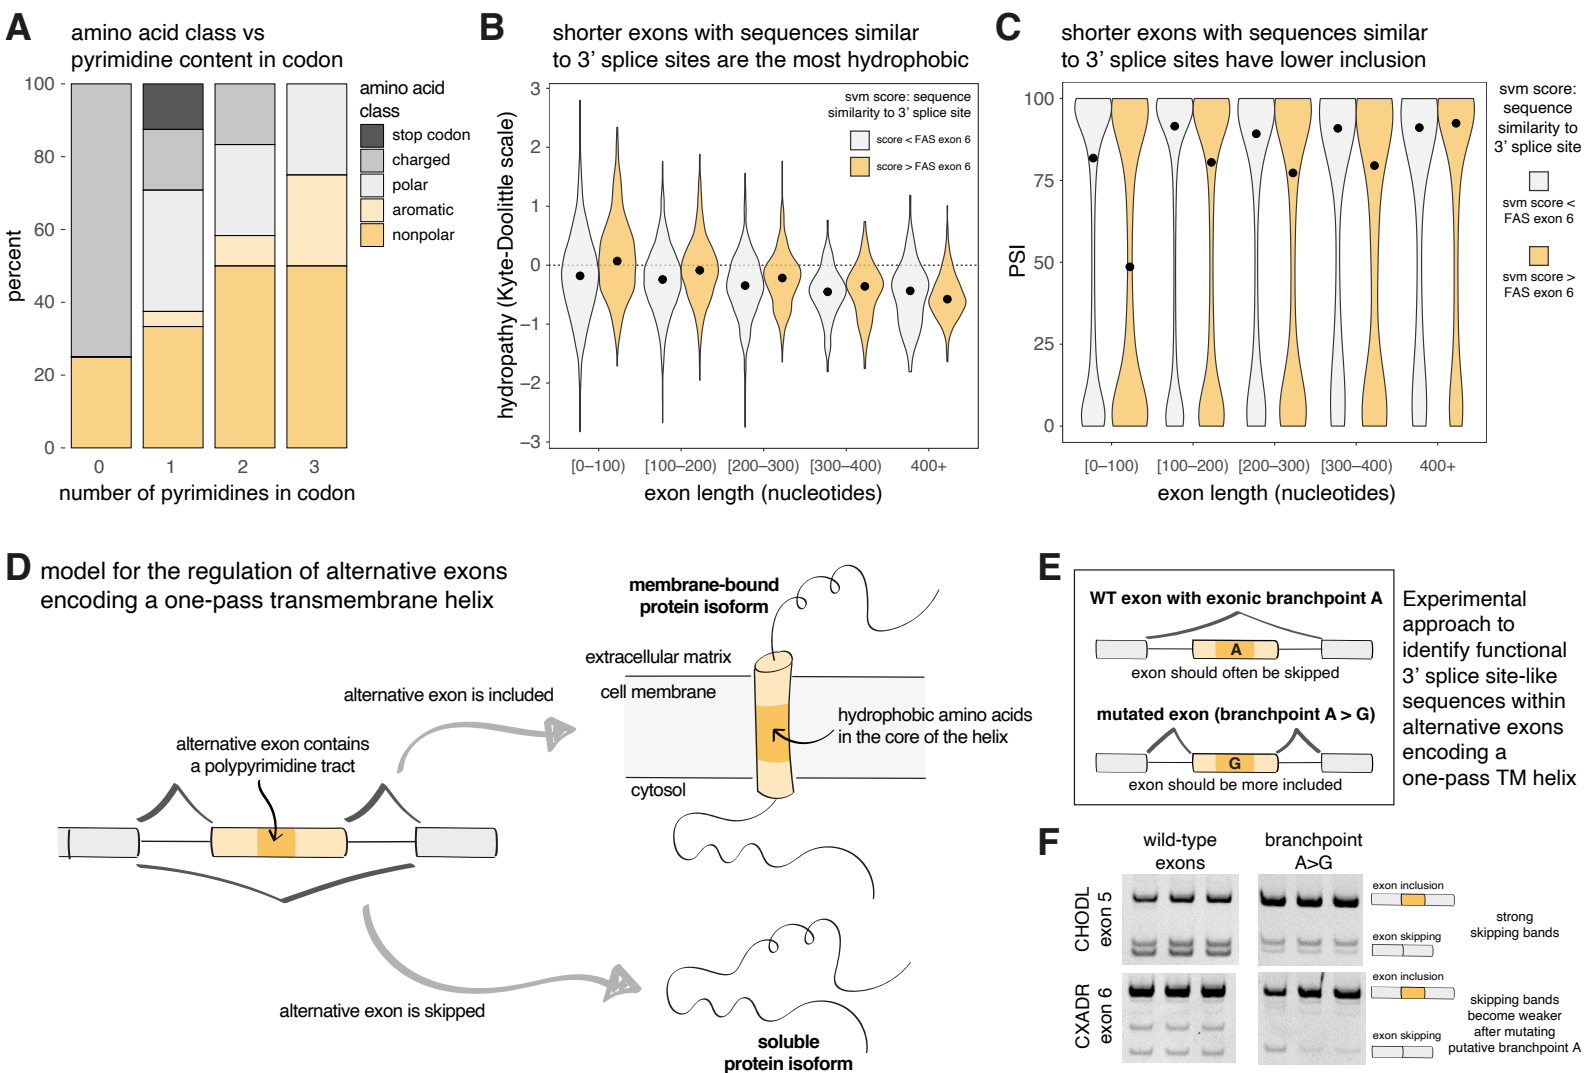 A
amino acid class vs
pyrimidine content in codon
100
80
60
40
20
0
percent
0
1
2
3
number of pyrimidines in codon
amino acid
class
stop codon
charged
polar
aromatic
nonpolar
B
shorter exons with sequences similar
to 3’ splice sites are the most hydrophobic
3
2
1
0
−1
−2
−3
hydropathy (Kyte-Doolittle scale)
svm score: sequence
similarity to 3’ splice site
score < FAS exon 6
score > FAS exon 6
[0–100)
[100–200)
[200–300)
[300–400)
400+
exon length (nucleotides)
C
shorter exons with sequences similar
to 3’ splice sites have lower inclusion
100
75
50
25
0
PSI
[0–100)
[100–200)
[200–300)
[300–400)
400+
exon length (nucleotides)
svm score:
sequence
similarity to
3’ splice site
svm score <
FAS exon 6
svm score >
FAS exon 6
D
model for the regulation of alternative exons
encoding a one-pass transmembrane helix
membrane-bound
protein isoform
extracellular matrix
cell membrane
alternative exon is included
hydrophobic amino acids
in the core of the helix
alternative exon contains
a polypyrimidine tract
cytosol
alternative exon is skipped
soluble
protein isoform
E
WT exon with exonic branchpoint A
A
exon should often be skipped
mutated exon (branchpoint A > G)
G
exon should be more included
Experimental
approach to
identify functional
3’ splice site-like
sequences within
alternative exons
encoding a
one-pass TM helix
F
wild-type
exons
branchpoint
A>G
CHODL
exon 5
exon inclusion
exon skipping
strong
skipping bands
CXADR
exon 6
exon inclusion
exon skipping
skipping bands
become weaker
after mutating
putative branchpoint A